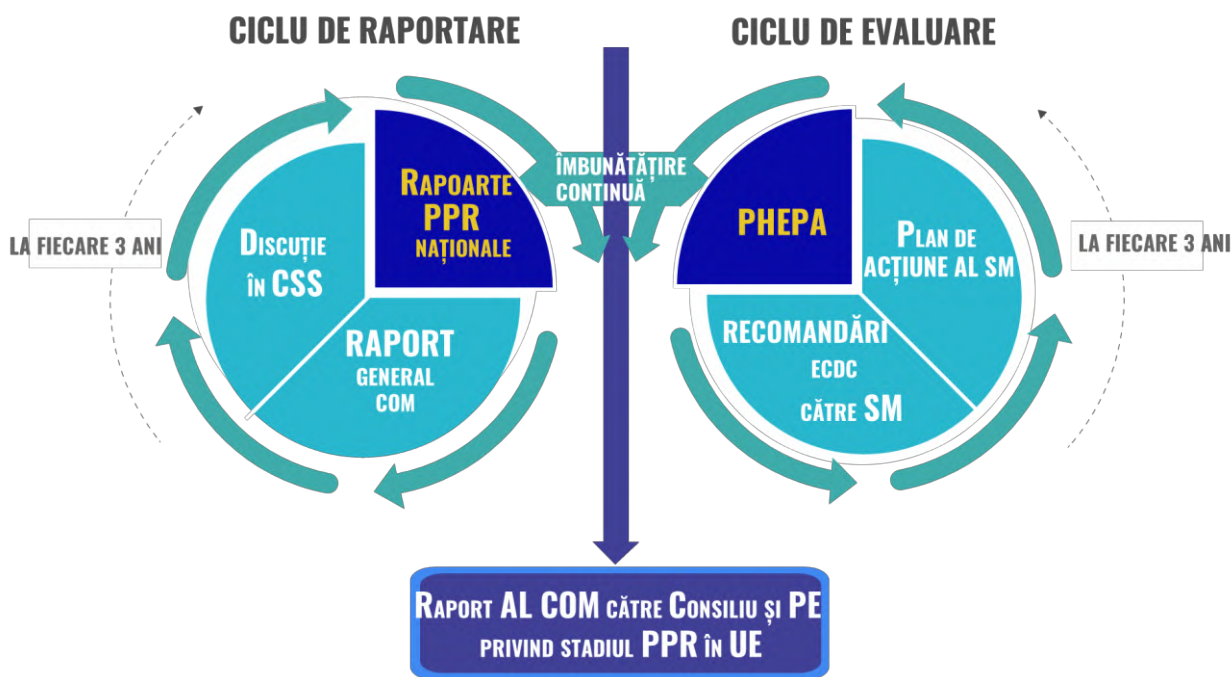 CICLU DE RAPORTARE
CICLU DE EVALUARE
LA FIECARE 3 ANI
DISCUȚIE
ÎN CSS
RAPOARTE
PPR
NAȚIONALE
RAPORT
GENERAL
COM
ÎMBUNĂTĂȚIRE
CONTINUĂ
PHEPA
PLAN DE
ACȚIUNE AL SM
RECOMANDĂRI
ECDC
CĂTRE SM
LA FIECARE 3 ANI
RAPORT AL COM CĂTRE CONSILIU ȘI PE
PRIVIND STADIUL PPR ÎN UE